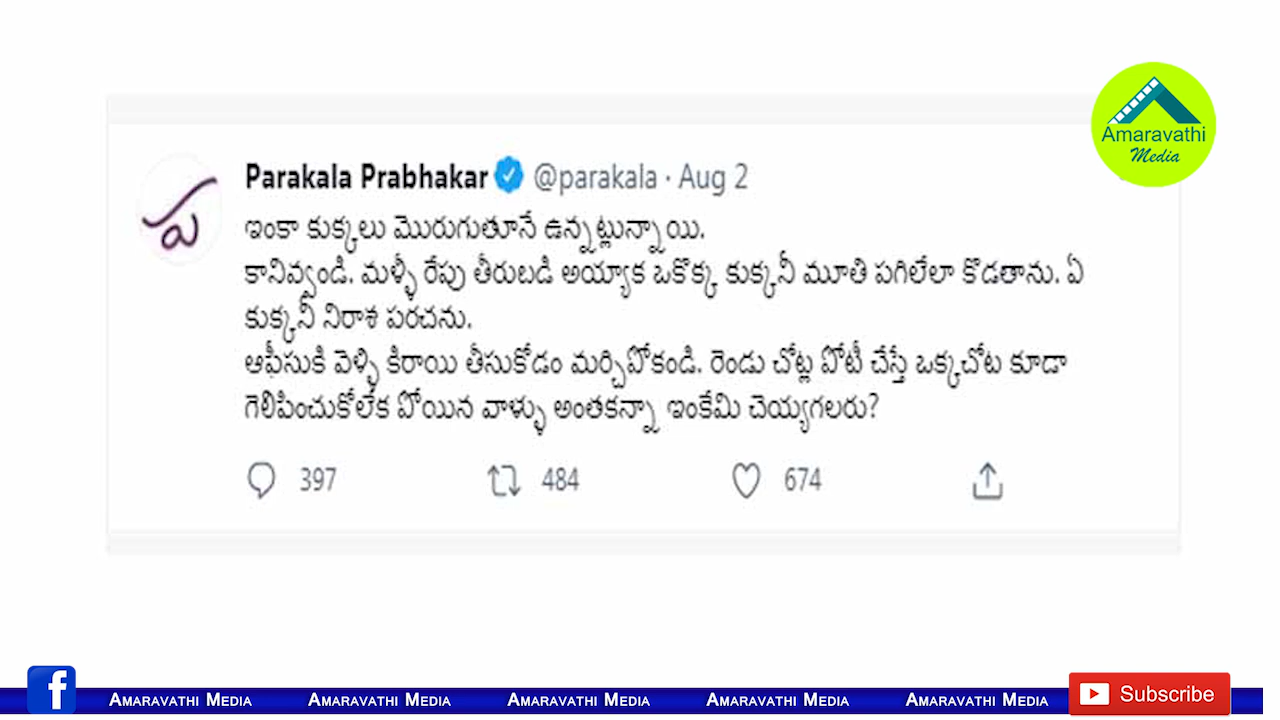 Amaravathi
Media
Parakala Prabhakar @parakala · Aug 2
ప
ఇంకా కుక్కలు మొరుగుతూనే ఉన్నట్లున్నాయి.
కానివ్వండి. మళ్ళీ రేపు తీరుబడి అయ్యాక ఒకొక్క కుక్కనీ మూతి పగిలేలా కొడతాను. ఏ
కుక్కనీ నిరాశ పరచను.
ఆఫీసుకి వెళ్ళి కిరాయి తీసుకోడం మర్చిపోకండి. రెండు చోట్ల పోటీ చేస్తే ఒక్కచోట కూడా
గెలిపించుకోలేక పోయిన వాళ్ళు అంతకన్నా ఇంకేమి చెయ్యగలరు?
397 484 674
f Amaravathi Media Amaravathi Media Amaravathi Media Amaravathi Media Amaravathi Media Subscribe